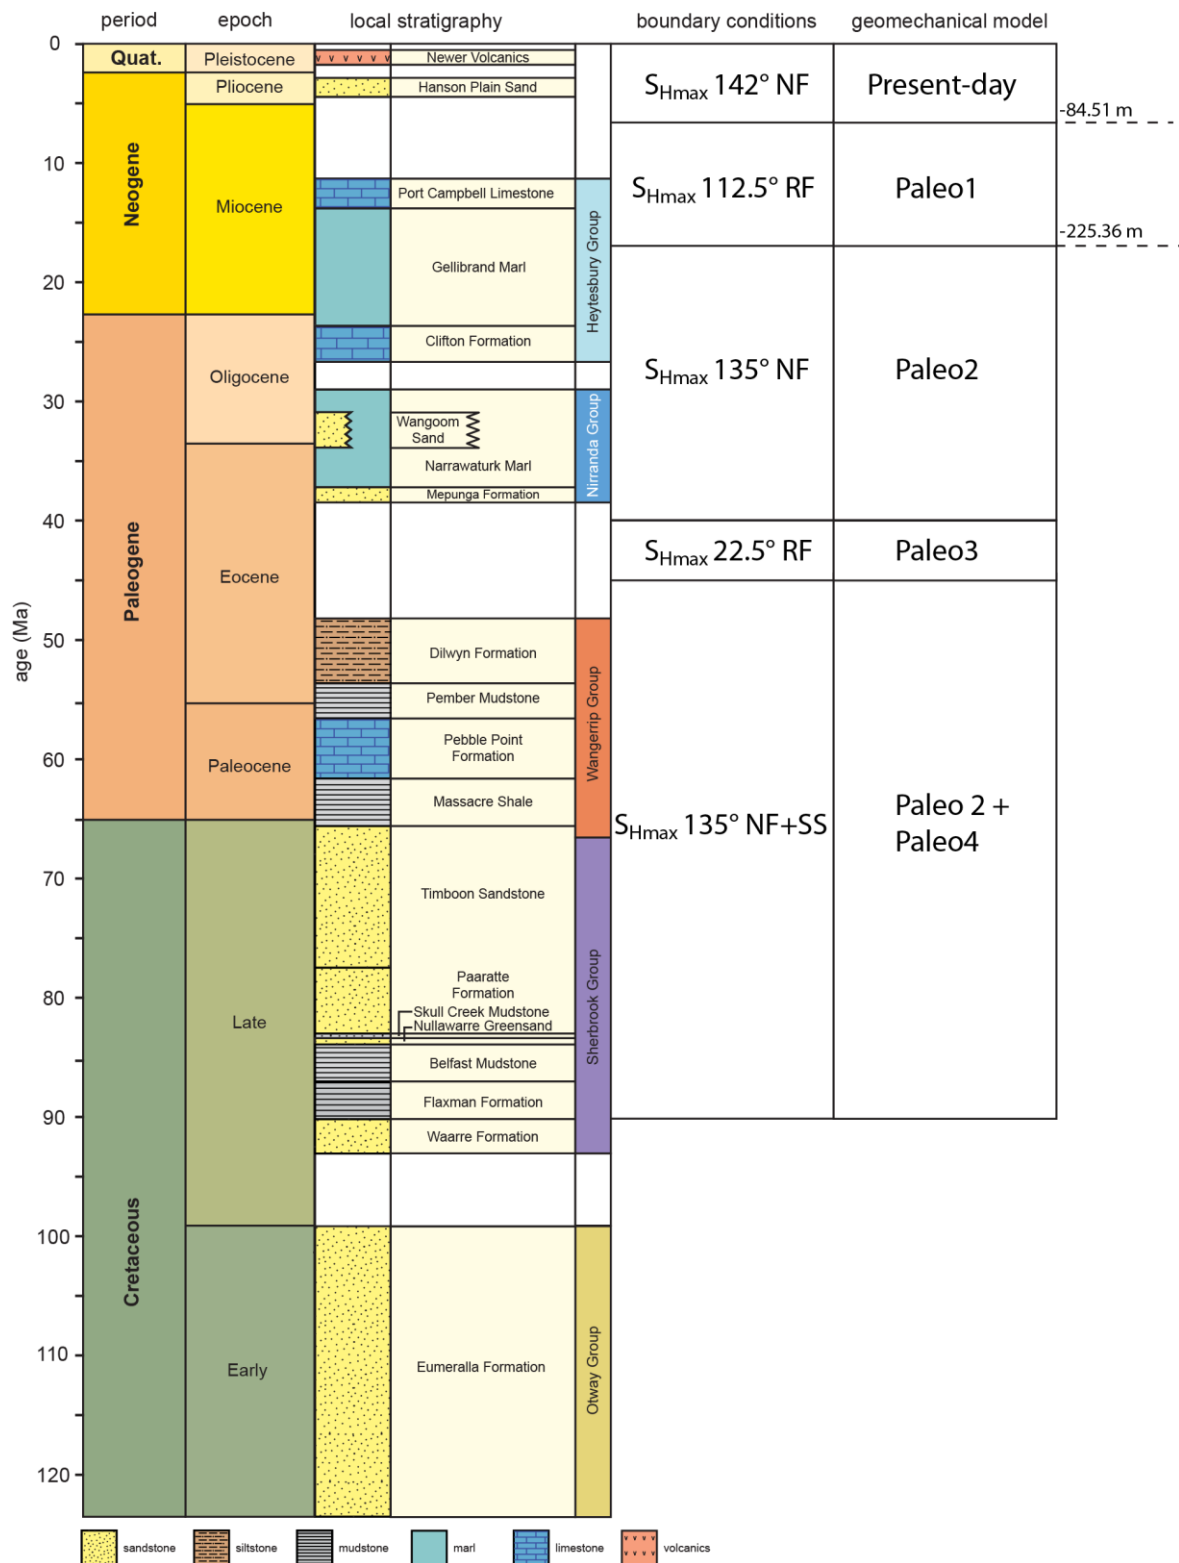 period epoch local stratigraphy boundary conditions geomechanical model
0
Quat.
Pleistocene
Newer Volcanics
Pliocene
Hanson Plain Sand
SHmax 142° NF
Present-day
-84.51 m
10
Neogene
Miocene
Port Campbell Limestone
Gellibrand Marl
Heytesbury Group
SHmax 112.5° RF
Paleo1
-225.36 m
20
Clifton Formation
Oligocene
SHmax 135° NF
Paleo2
30
Wangoom
Sand
Narrawaturk Marl
Nirranda Group
Mepunga Formation
40
SHmax 22.5° RF
Paleo3
Paleogene
Eocene
age (Ma)
50
Dilwyn Formation
Pember Mudstone
Pebble Point
Formation
Wangerrip Group
60
Paleocene
Massacre Shale
SHmax 135° NF+SS
Paleo 2 +
Paleo4
70
Timboon Sandstone
Paaratte
Formation
80
Skull Creek Mudstone
Nullawarre Greensand
Late
Sherbrook Group
Belfast Mudstone
Flaxman Formation
90
Waarre Formation
100
Cretaceous
110
Early
Eumeralla Formation
Otway Group
120
sandstone siltstone mudstone marl limestone volcanics